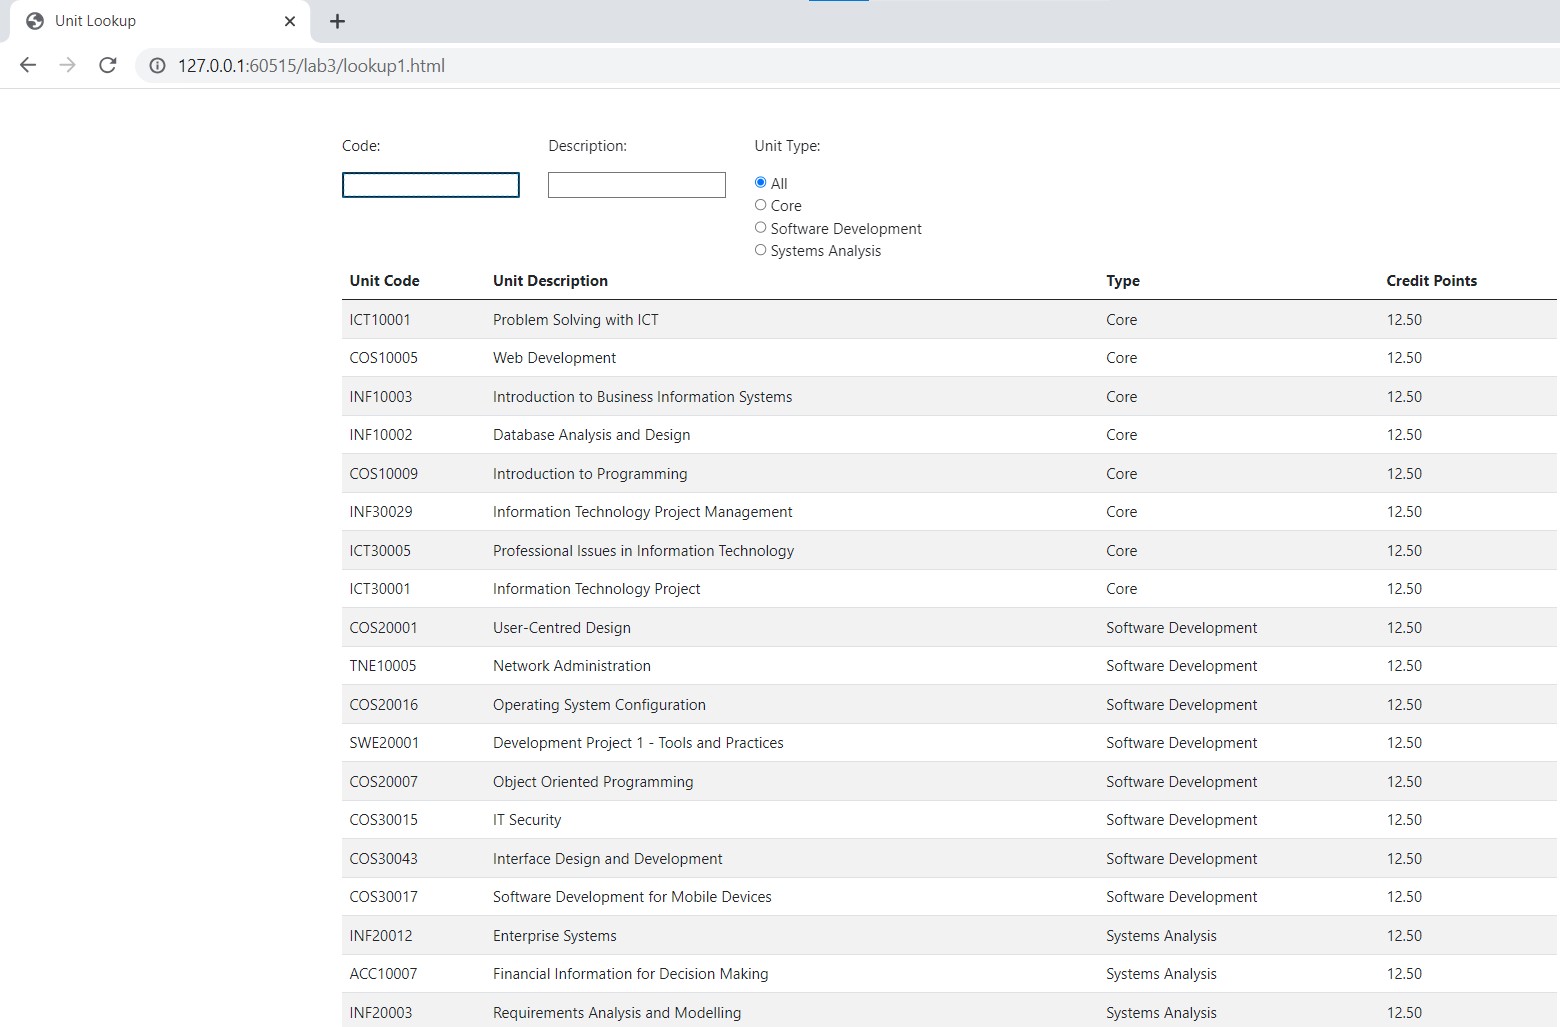 Unit Lookup
127.0.0.1:60515/lab3/lookup1.html
Code: Description: Unit Type:
All
Core
Software Development
Systems Analysis
Unit Code Unit Description Type Credit Points
ICT10001 Problem Solving with ICT Core 12.50
COS10005 Web Development Core 12.50
INF10003 Introduction to Business Information Systems Core 12.50
INF10002 Database Analysis and Design Core 12.50
COS10009 Introduction to Programming Core 12.50
INF30029 Information Technology Project Management Core 12.50
ICT30005 Professional Issues in Information Technology Core 12.50
ICT30001 Information Technology Project Core 12.50
COS20001 User-Centred Design Software Development 12.50
TNE10005 Network Administration Software Development 12.50
COS20016 Operating System Configuration Software Development 12.50
SWE20001 Development Project 1 - Tools and Practices Software Development 12.50
COS20007 Object Oriented Programming Software Development 12.50
COS30015 IT Security Software Development 12.50
COS30043 Interface Design and Development Software Development 12.50
COS30017 Software Development for Mobile Devices Software Development 12.50
INF20012 Enterprise Systems Systems Analysis 12.50
ACC10007 Financial Information for Decision Making Systems Analysis 12.50
INF20003 Requirements Analysis and Modelling Systems Analysis 12.50